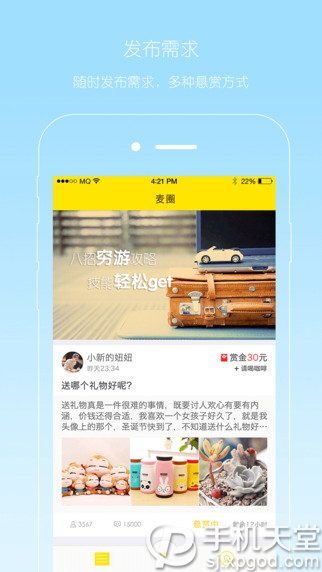 发布需求
随时发布需求，多种悬赏方式
MQ 4:21 PM 22%
麦圈
八招穷游攻略
技能轻松get
小新的妞妞
昨天23:34
赏金30元
+ 请喝咖啡
送哪个礼物好呢?
送礼物真是一件很难的事情，既要讨人欢心有要有内
涵，价钱还得合适，我喜欢一个女孩子好久了，就是我
头像上的那个，圣诞节快到了，不知道送什么礼物好···
3567
15000
悬赏中
剩余12小时
手机天堂
sjxpgod.com